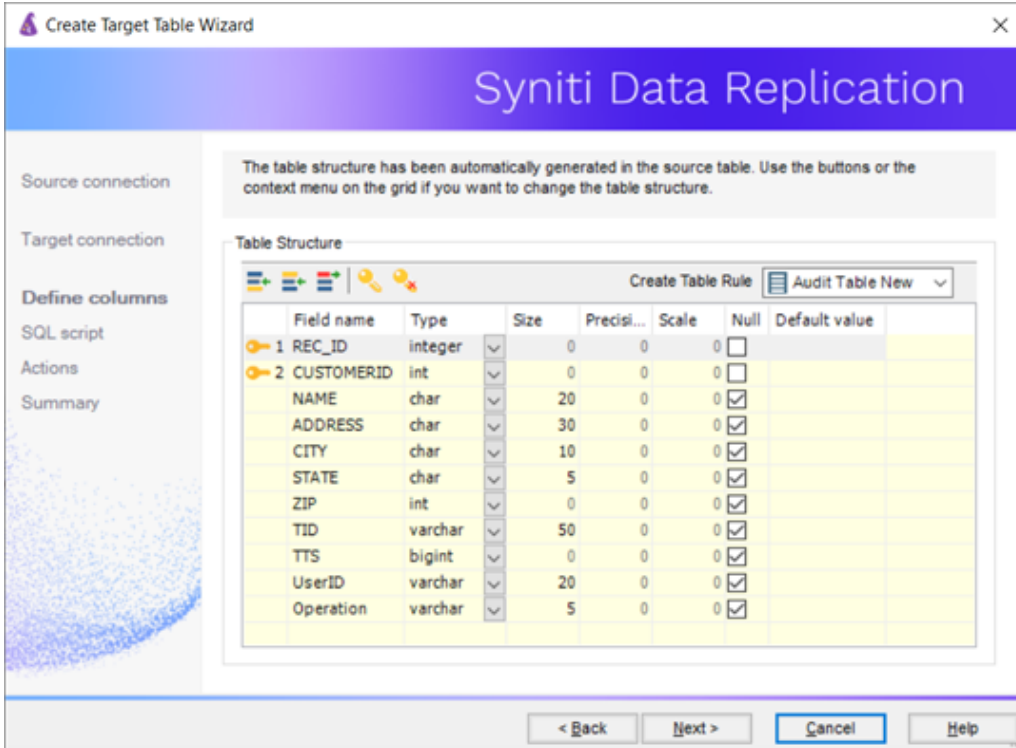 Create Target Table Wizard
Syniti Data Replication
Source connection
Target connection
Define columns
SQL script
Actions
Summary
The table structure has been automatically generated in the source table. Use the buttons or the
context menu on the grid if you want to change the table structure.
Table Structure
Create Table Rule Audit Table New
Field name Type Size Precisi... Scale Null Default value
1 REC_ID integer 0 0 0
2 CUSTOMERID int 0 0 0
NAME char 20 0 0
ADDRESS char 30 0 0
CITY char 10 0 0
STATE char 5 0 0
ZIP int 0 0 0
TID varchar 50 0 0
TTS bigint 0 0 0
UserID varchar 20 0 0
Operation varchar 5 0 0
< Back Next > Cancel Help